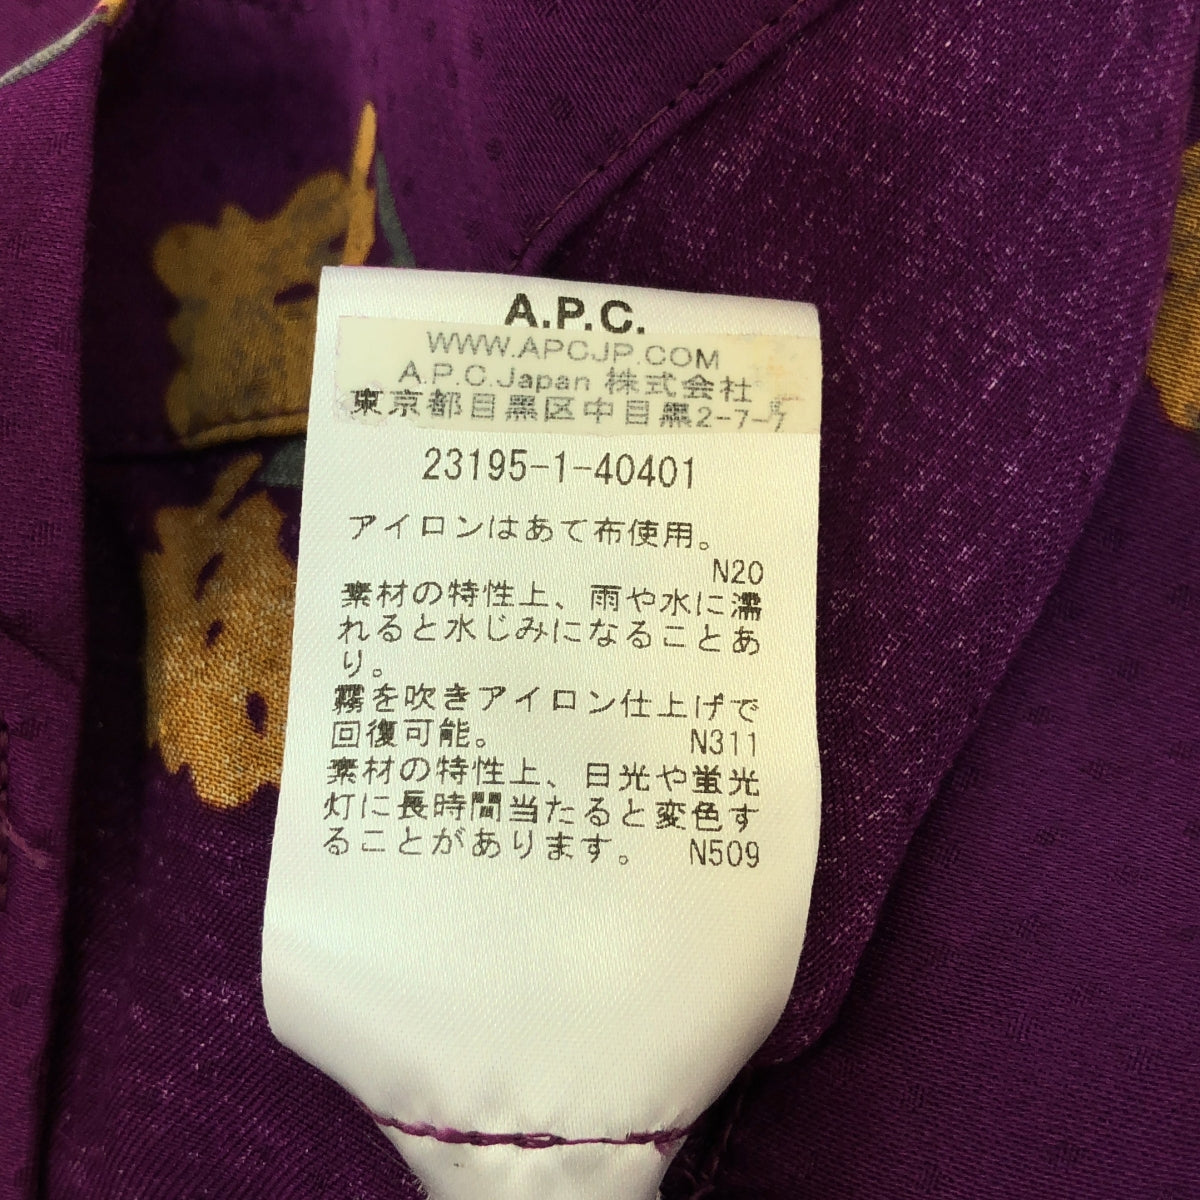 A.P.C.
WWW.APCJP.COM
A.P.C.Japan 株式会社
東京都目黒区中目黒2-7-7
23195-1-40401
アイロンはあて布使用。
N20
素材の特性上、雨や水に濡
れると水じみになることあ
り。
霧を吹きアイロン仕上げで
回復可能。 N311
素材の特性上、日光や蛍光
灯に長時間当たると変色す
ることがあります。 N509